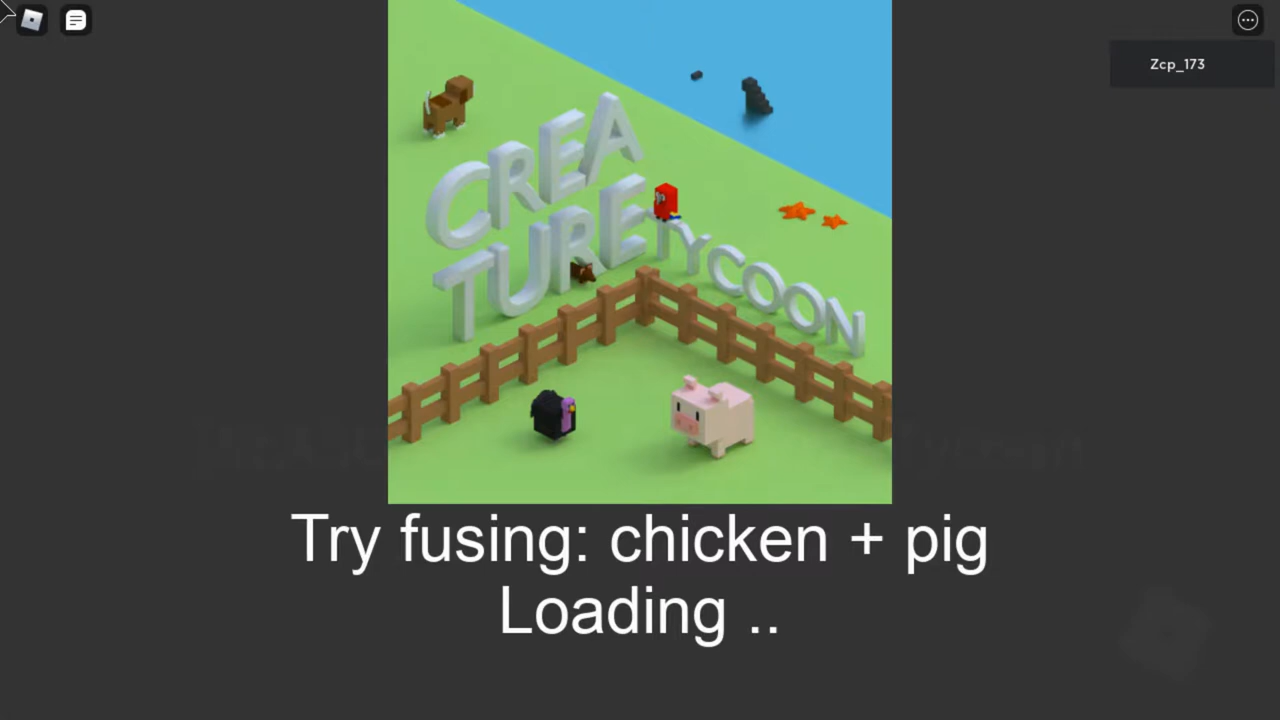 Zcp_173
CREA
TURE
TYCOON
Try fusing: chicken + pig
Loading ..